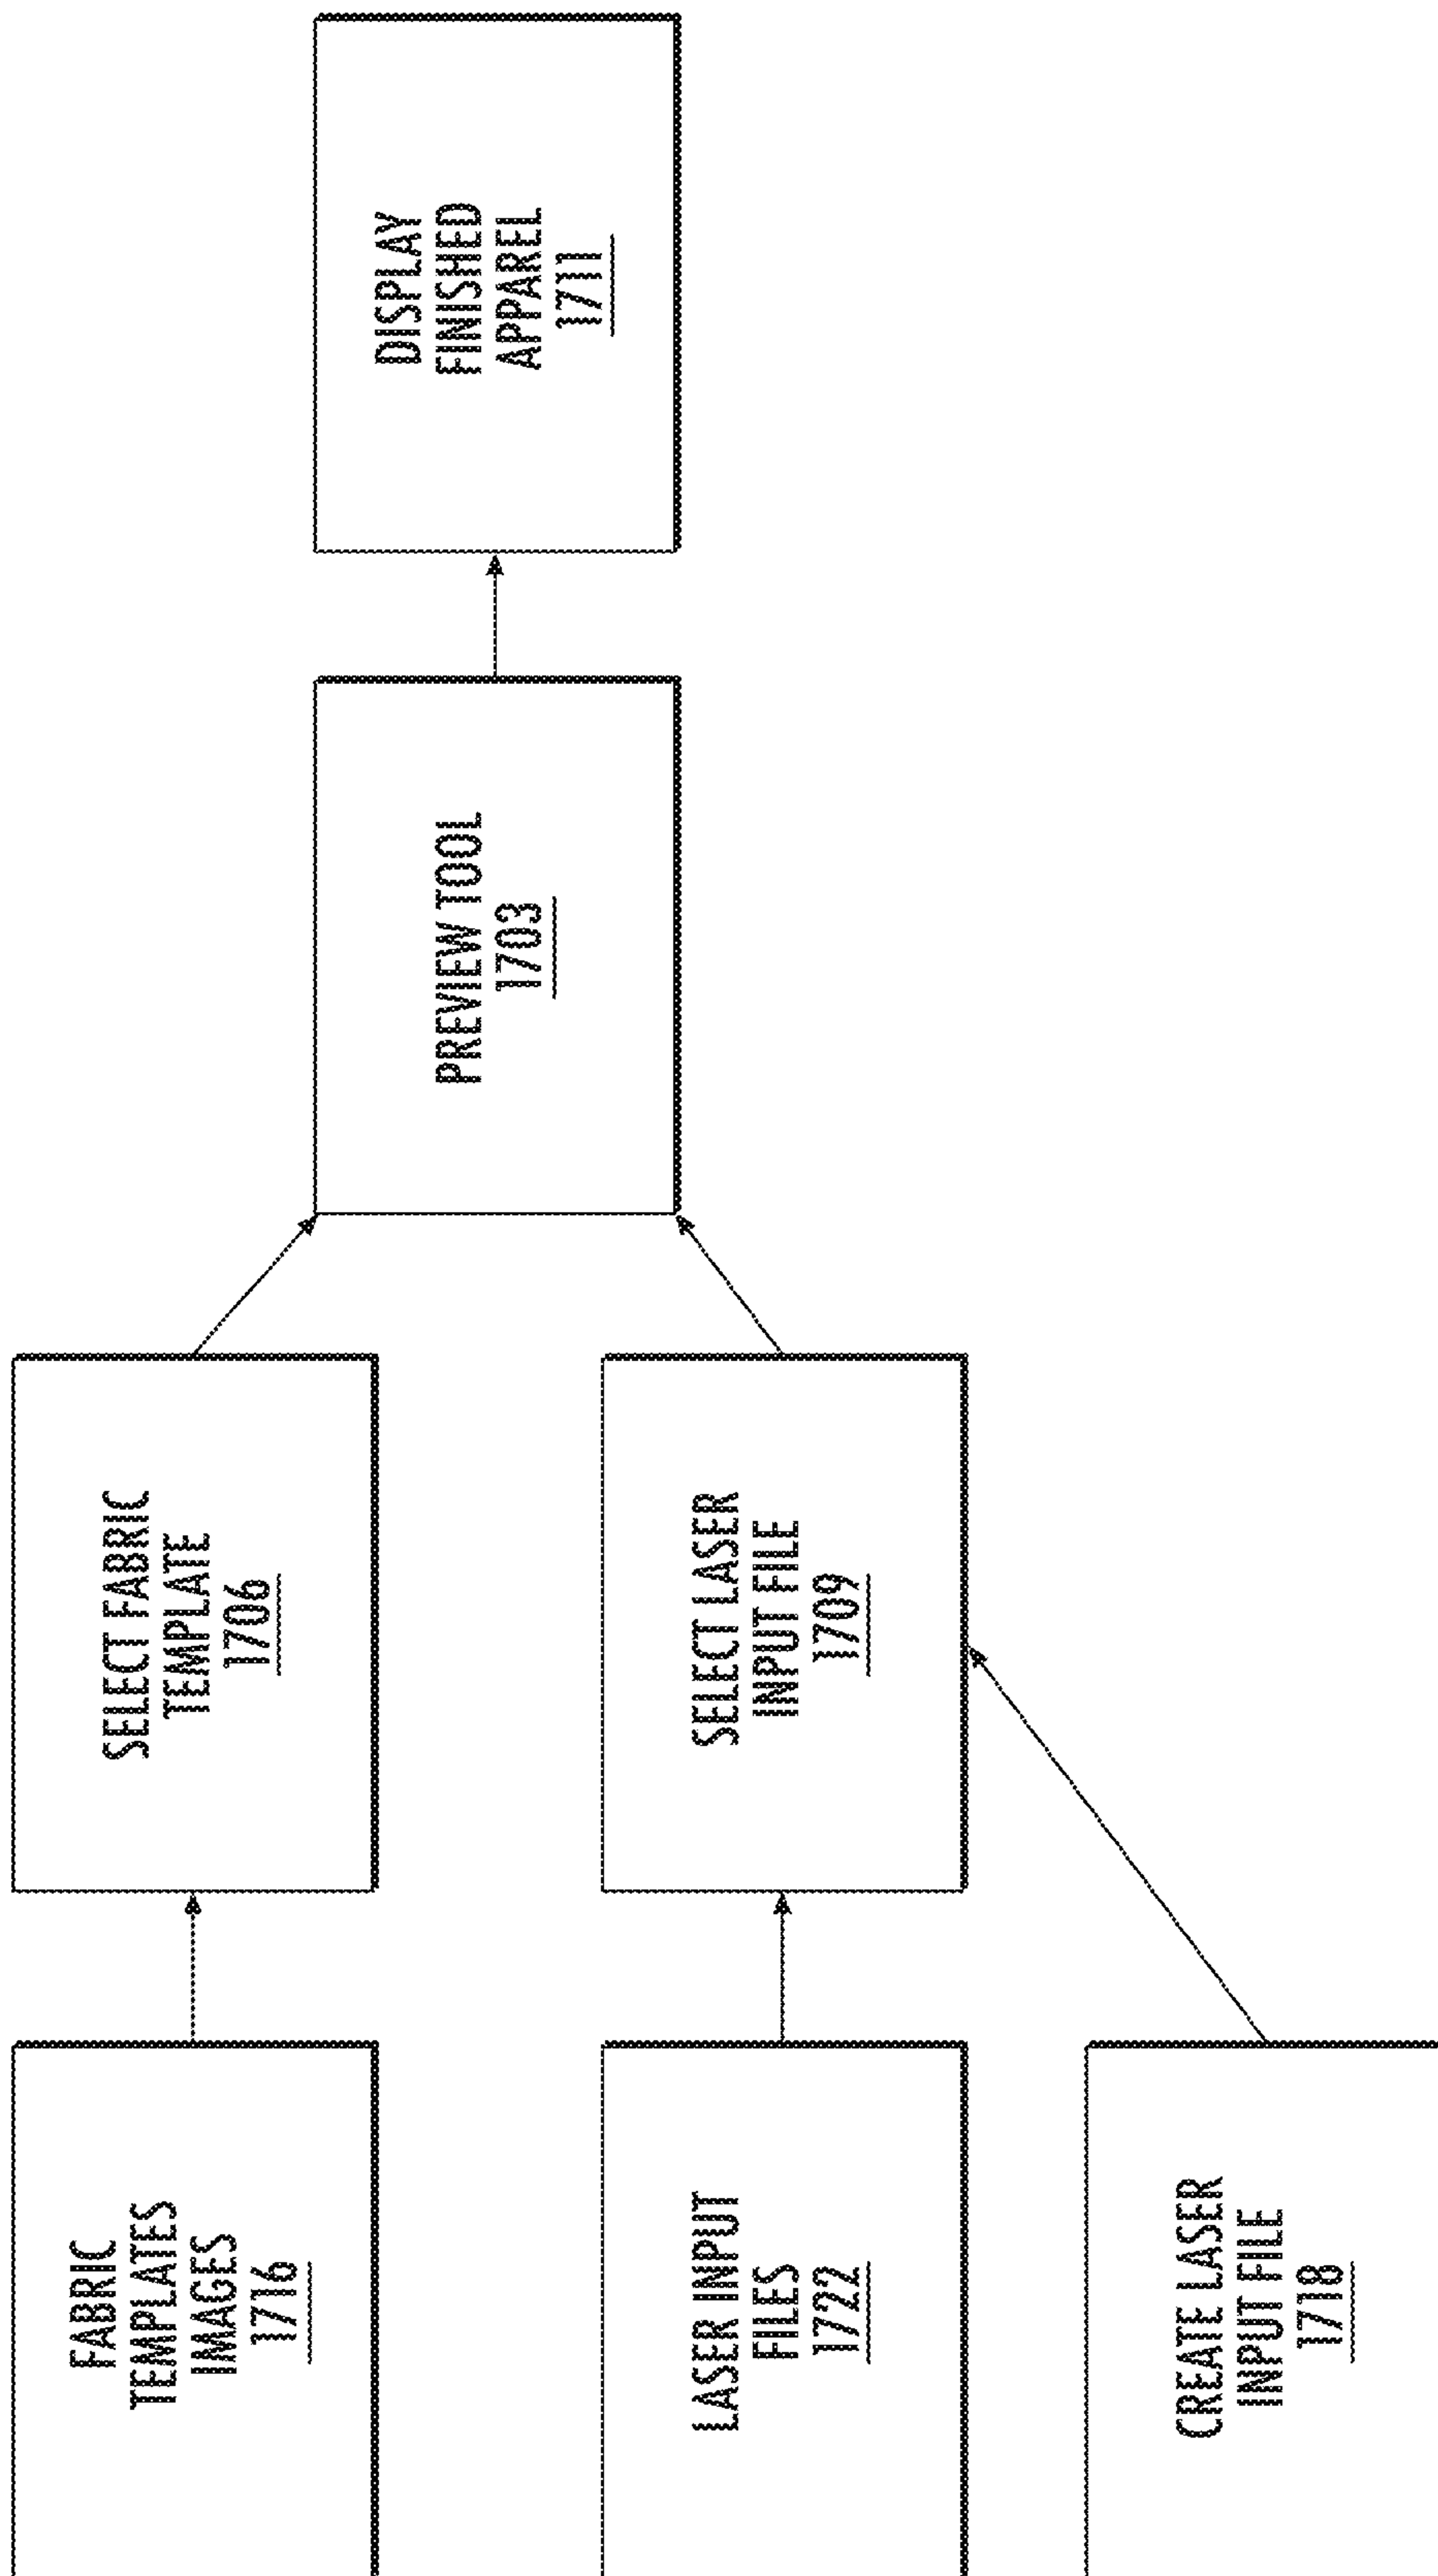 FABRIC
TEMPLATES
IMAGES
1716
SELECT FABRIC
TEMPLATE
1706
LASER INPUT
FILES
1722
SELECT LASER
INPUT FILE
1709
CREATE LASER
INPUT FILE
1718
PREVIEW TOOL
1703
DISPLAY
FINISHED
APPAREL
1711